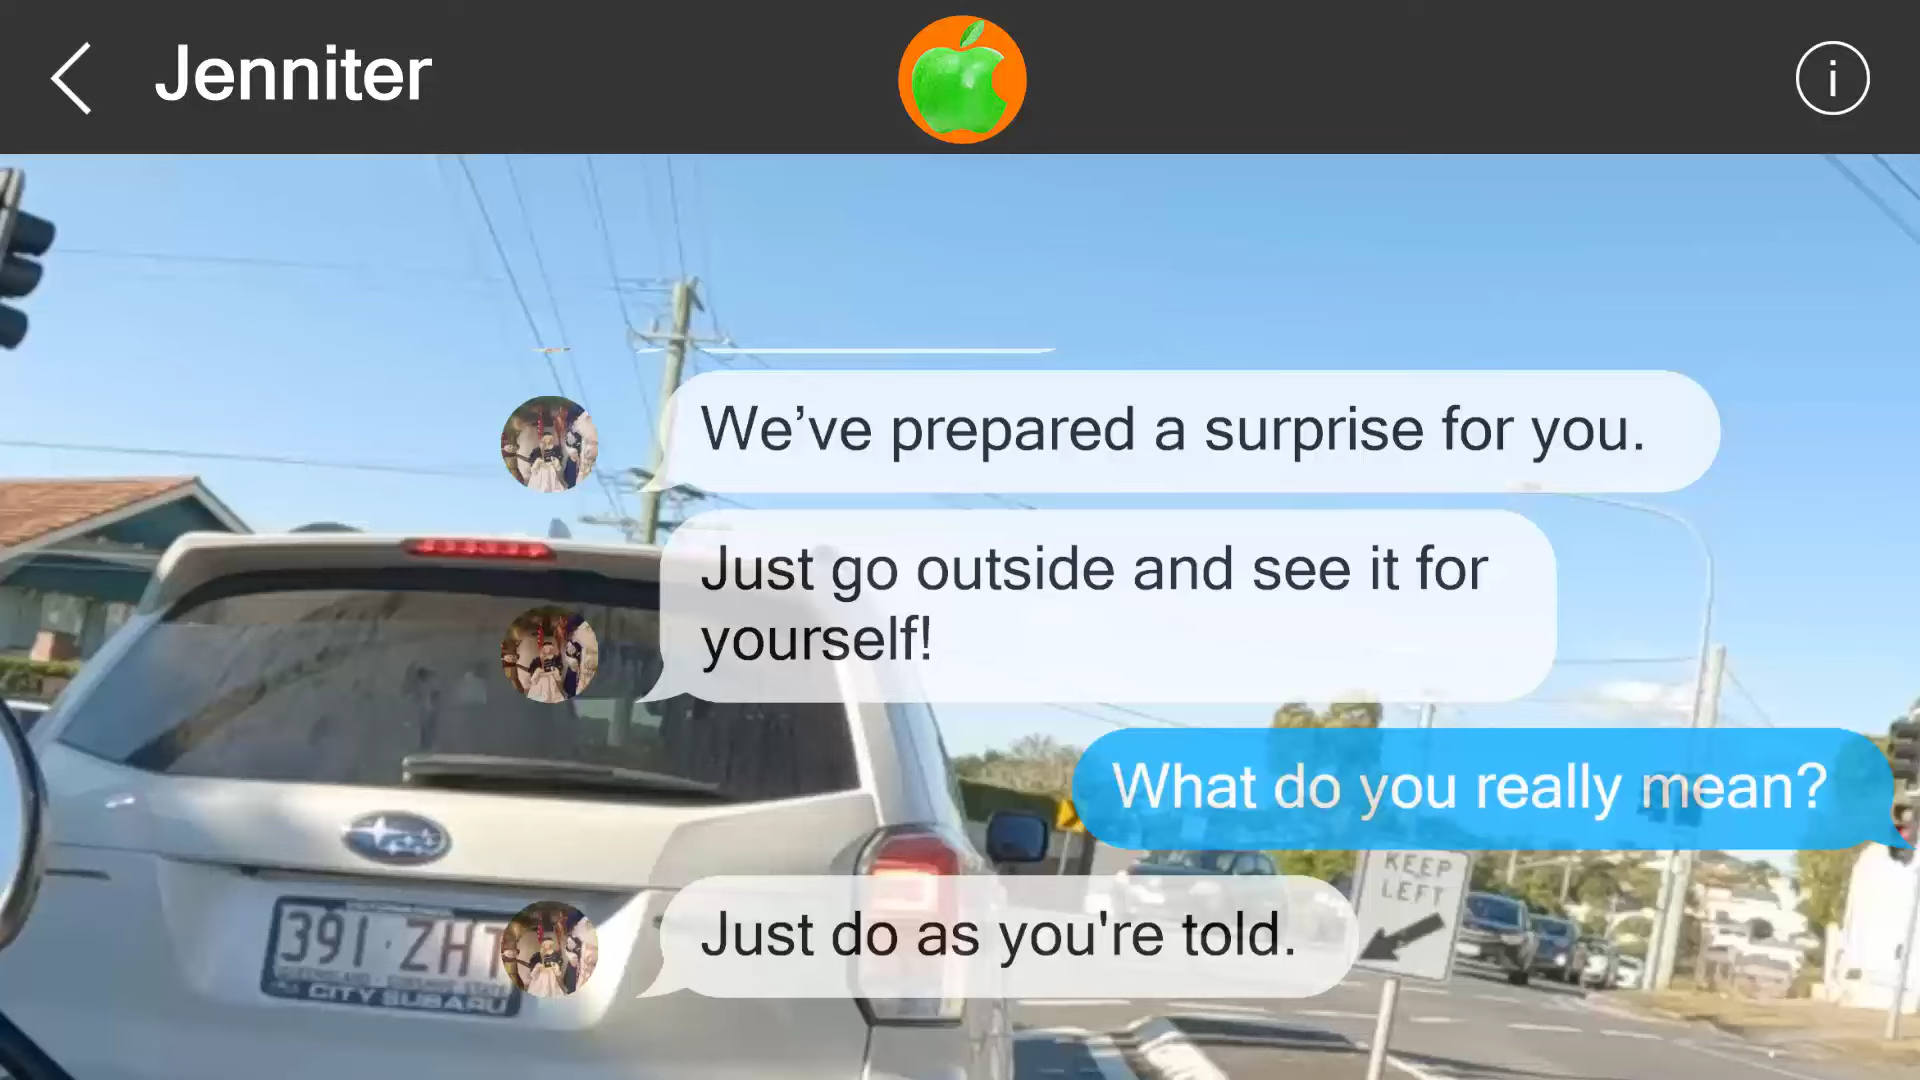 Jenniter
i
We’ve prepared a surprise for you.
Just go outside and see it for
yourself!
What do you really mean?
KEEP
LEFT
Just do as you're told.
391·ZHT
CITY SUBARU